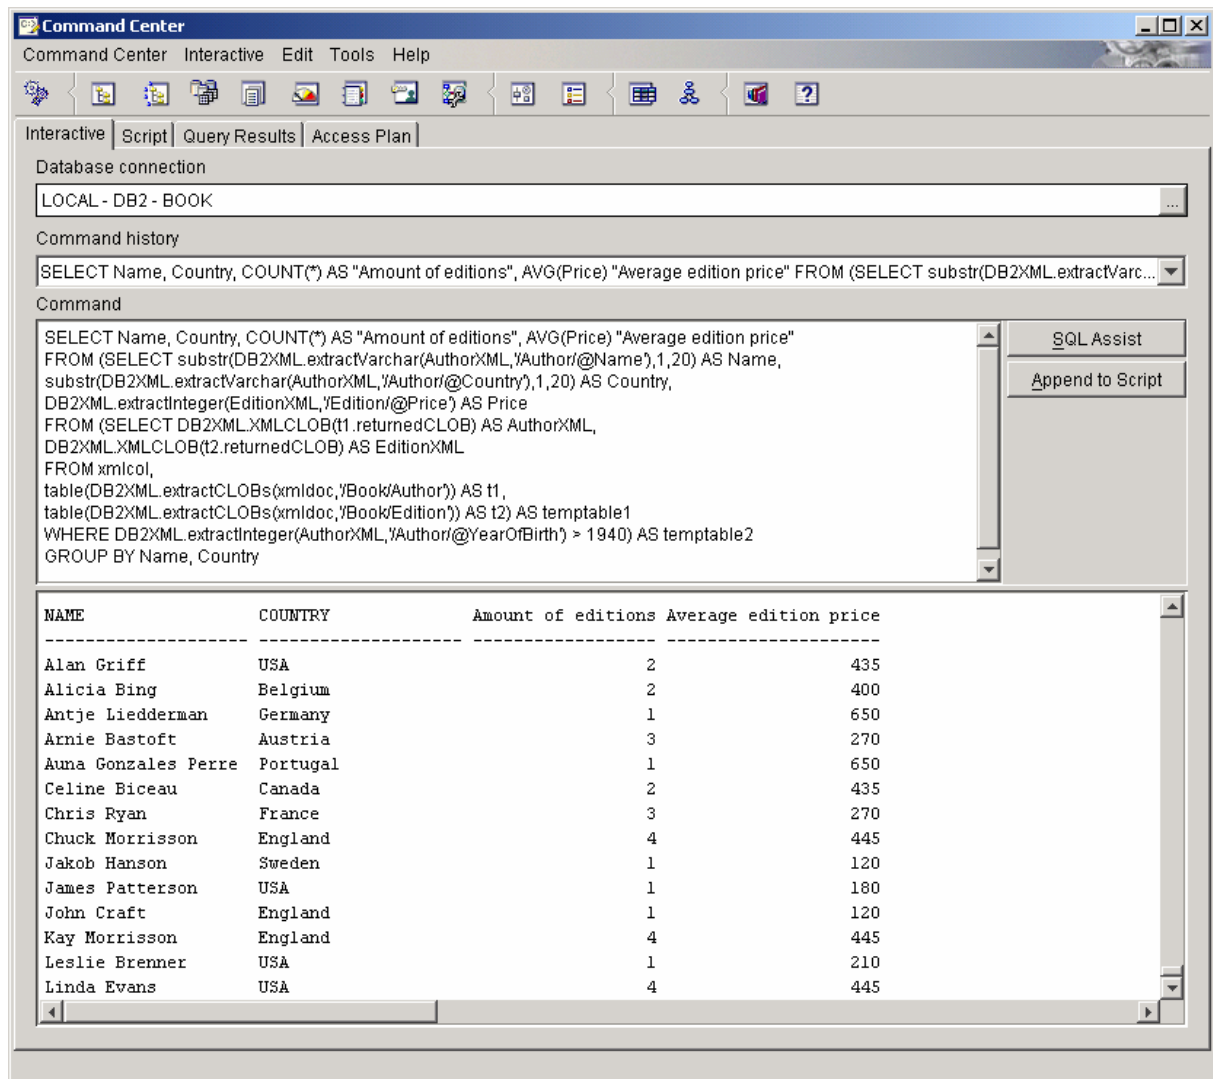 Command Center
Command Center Interactive Edit Tools Help
Interactive Script Query Results Access Plan
Database connection
LOCAL - DB2 - BOOK ...
Command history
SELECT Name, Country, COUNT(*) AS "Amount of editions", AVG(Price) "Average edition price" FROM (SELECT substr(DB2XML.extractVarc...
Command
SELECT Name, Country, COUNT(*) AS "Amount of editions", AVG(Price) "Average edition price"
FROM (SELECT substr(DB2XML.extractVarchar(AuthorXML,'/Author/@Name'),1,20) AS Name,
substr(DB2XML.extractVarchar(AuthorXML,'/Author/@Country'),1,20) AS Country,
DB2XML.extractInteger(EditionXML,'/Edition/@Price') AS Price
FROM (SELECT DB2XML.XMLCLOB(t1.returnedCLOB) AS AuthorXML,
DB2XML.XMLCLOB(t2.returnedCLOB) AS EditionXML
FROM xmlcol,
table(DB2XML.extractCLOBs(xmldoc,'/Book/Author')) AS t1,
table(DB2XML.extractCLOBs(xmldoc,'/Book/Edition')) AS t2) AS temptable1
WHERE DB2XML.extractInteger(AuthorXML,'/Author/@YearOfBirth') > 1940) AS temptable2
GROUP BY Name, Country
SQL Assist
Append to Script
NAME COUNTRY Amount of editions Average edition price
-------------------- -------------------- ------------------ ---------------------
Alan Griff USA 2 435
Alicia Bing Belgium 2 400
Antje Liedderman Germany 1 650
Arnie Bastoft Austria 3 270
Auna Gonzales Perre Portugal 1 650
Celine Biceau Canada 2 435
Chris Ryan France 3 270
Chuck Morrisson England 4 445
Jakob Hanson Sweden 1 120
James Patterson USA 1 180
John Craft England 1 120
Kay Morrisson England 4 445
Leslie Brenner USA 1 210
Linda Evans USA 4 445